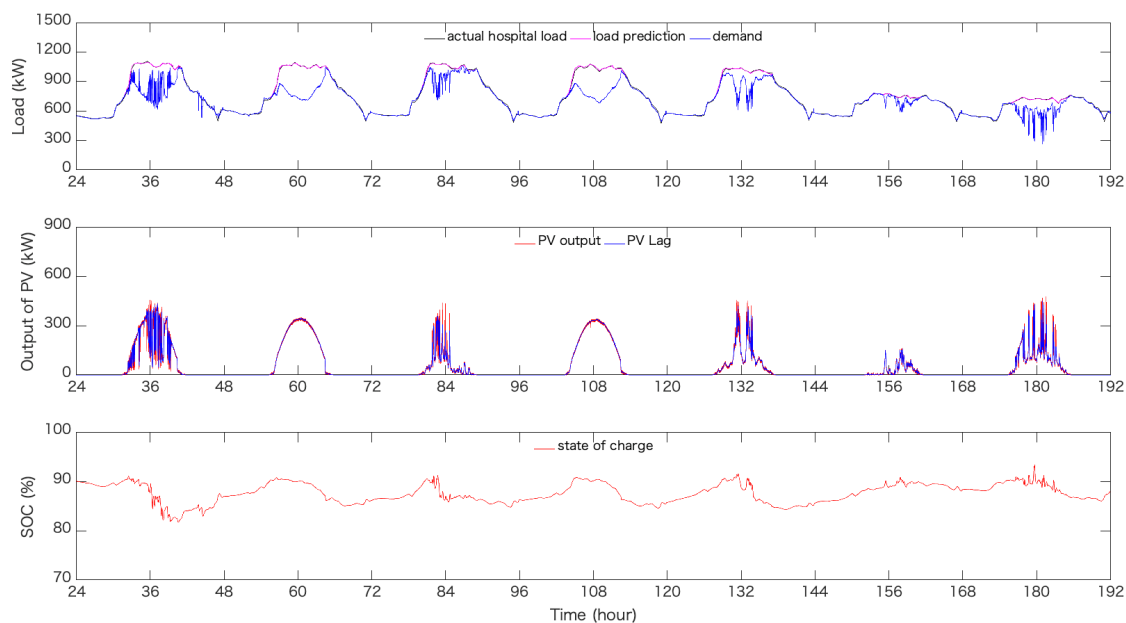 1500
1200
900
600
300
0
Load (kW)
actual hospital load load prediction demand
24 36 48 60 72 84 96 108 120 132 144 156 168 180 192
900
600
300
0
Output of PV (kW)
PV output PV Lag
24 36 48 60 72 84 96 108 120 132 144 156 168 180 192
100
90
80
70
SOC (%)
state of charge
24 36 48 60 72 84 96 108 120 132 144 156 168 180 192
Time (hour)